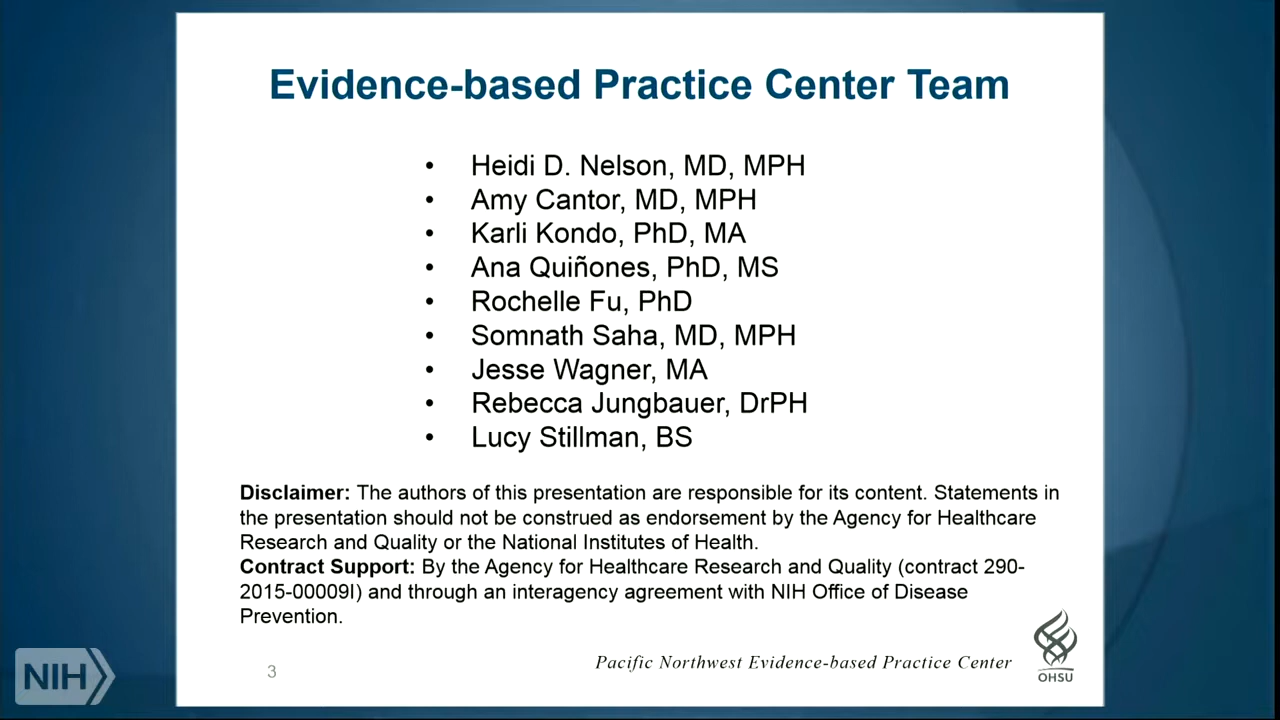 Evidence-based Practice Center Team
• Heidi D. Nelson, MD, MPH
• Amy Cantor, MD, MPH
• Karli Kondo, PhD, MA
• Ana Quiñones, PhD, MS
• Rochelle Fu, PhD
• Somnath Saha, MD, MPH
• Jesse Wagner, MA
• Rebecca Jungbauer, DrPH
• Lucy Stillman, BS
Disclaimer: The authors of this presentation are responsible for its content. Statements in
the presentation should not be construed as endorsement by the Agency for Healthcare
Research and Quality or the National Institutes of Health.
Contract Support: By the Agency for Healthcare Research and Quality (contract 290-
2015-00009I) and through an interagency agreement with NIH Office of Disease
Prevention.
NIH
3
Pacific Northwest Evidence-based Practice Center
OHSU